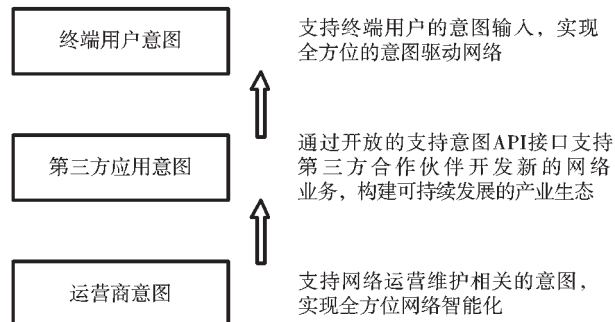 终端用户意图
支持终端用户的意图输入，实现
全方位的意图驱动网络
第三方应用意图
通过开放的支持意图API接口支持
第三方合作伙伴开发新的网络
业务，构建可持续发展的产业生态
运营商意图
支持网络运营维护相关的意图，
实现全方位网络智能化